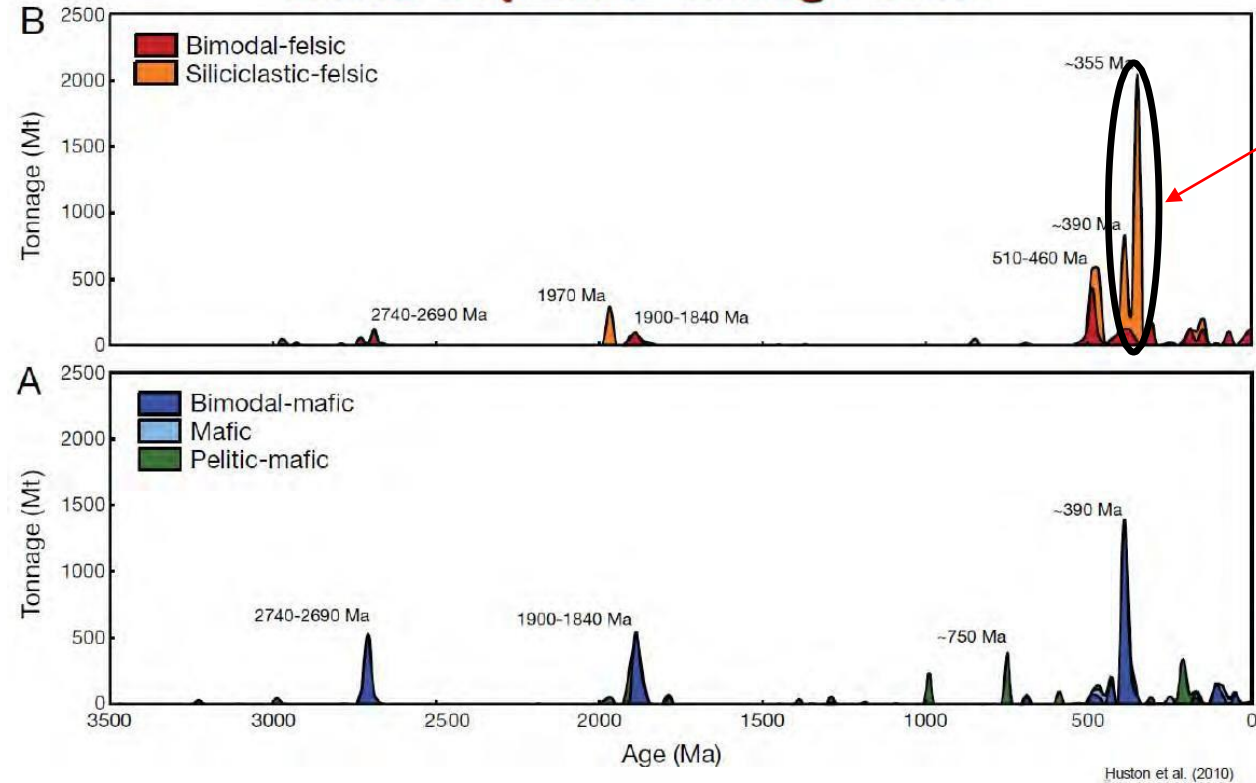 B
2500
2000
1500
1000
500
0
Tonnage (Mt)
Bimodal-felsic
Siliciclastic-felsic
~355 Ma
~390 Ma
510-460 Ma
1970 Ma
1900-1840 Ma
2740-2690 Ma
A
2500
2000
1500
1000
500
0
Tonnage (Mt)
Bimodal-mafic
Mafic
Pelitic-mafic
~390 Ma
2740-2690 Ma
1900-1840 Ma
~750 Ma
3500 3000 2500 2000 1500 1000 500 0
Age (Ma)
Huston et al. (2010)